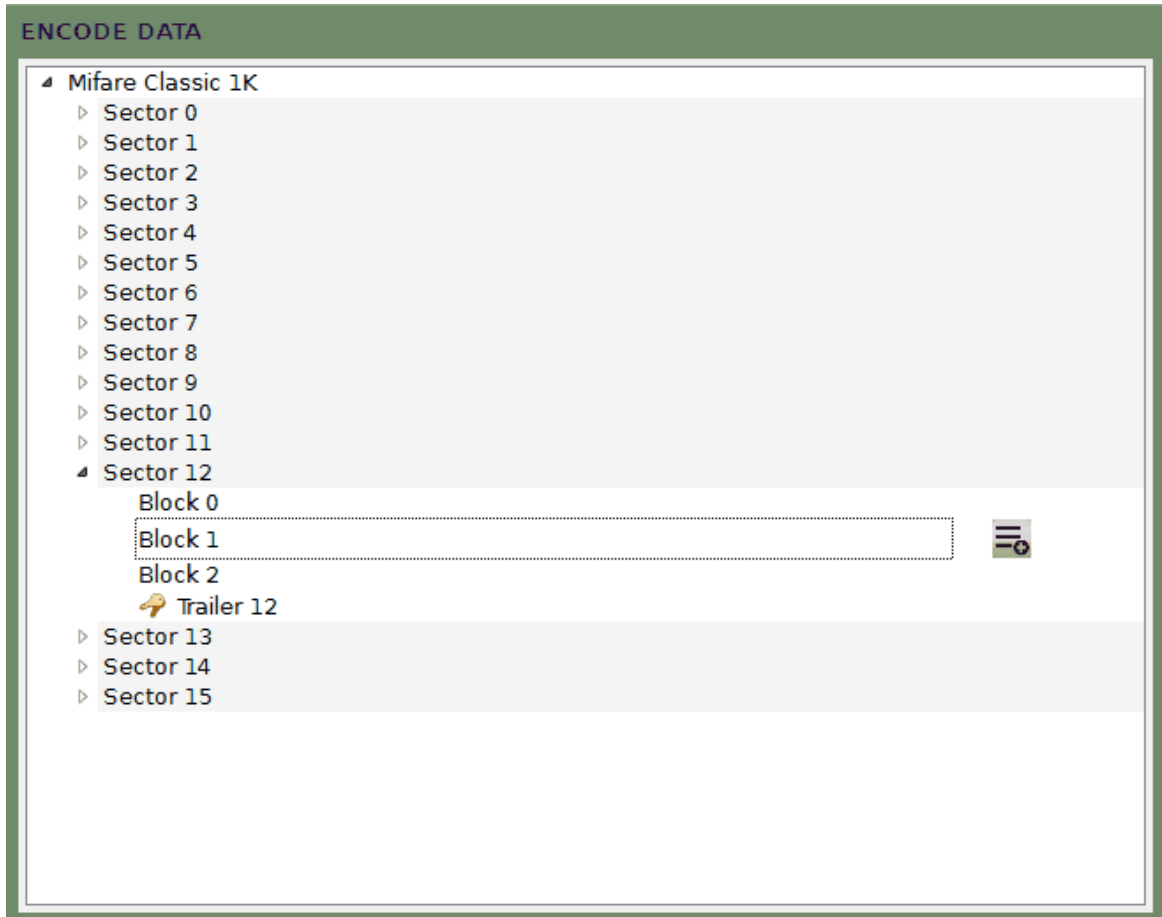 ENCODE DATA
Mifare Classic 1K
Sector 0
Sector 1
Sector 2
Sector 3
Sector 4
Sector 5
Sector 6
Sector 7
Sector 8
Sector 9
Sector 10
Sector 11
Sector 12
Block 0
Block 1
Block 2
Trailer 12
Sector 13
Sector 14
Sector 15